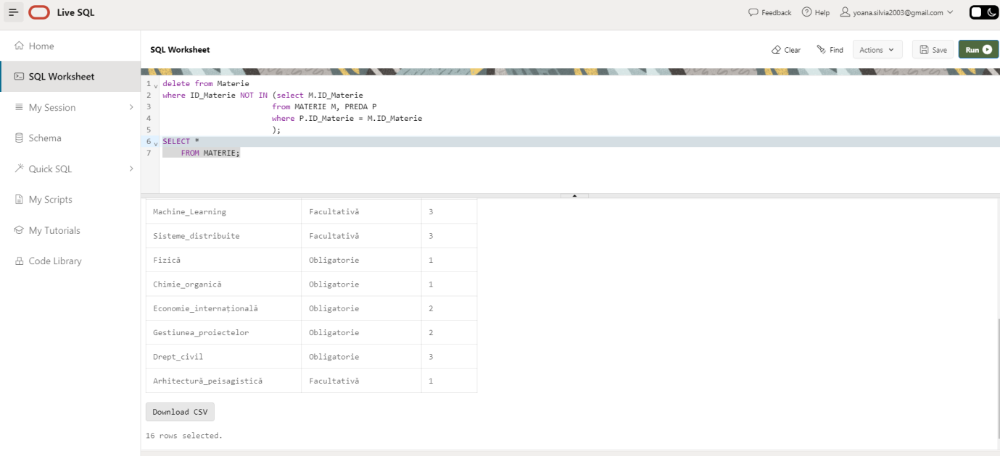 Live SQL
Feedback
Help
yoana.silvia2003@gmail.com
Home
SQL Worksheet
My Session
Schema
Quick SQL
My Scripts
My Tutorials
Code Library
SQL Worksheet
Clear
Find
Actions
Save
Run
1 delete from Materie
2 where ID_Materie NOT IN (select M.ID_Materie
3 from MATERIE M, PREDA P
4 where P.ID_Materie = M.ID_Materie
5 );
6 SELECT *
7 FROM MATERIE;
Machine_Learning Facultativă 3
Sisteme_distribuite Facultativă 3
Fizică Obligatorie 1
Chimie_organică Obligatorie 1
Economie_internațională Obligatorie 2
Gestiunea_proiectelor Obligatorie 2
Drept_civil Obligatorie 3
Arhitectură_peisagistică Facultativă 1
Download CSV
16 rows selected.